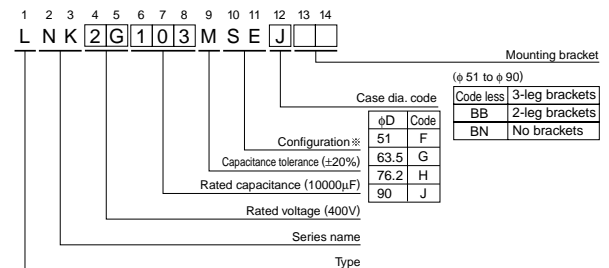 1 2 3 4 5 6 7 8 9 10 11 12 13 14
L N K 2 G 1 0 3 M S E J
Mounting bracket
(ϕ 51 to ϕ 90)
Code less 3-leg brackets
BB 2-leg brackets
BN No brackets
Case dia. code
ϕD Code
51 F
63.5 G
76.2 H
90 J
Configuration※
Capacitance tolerance (±20%)
Rated capacitance (10000µF)
Rated voltage (400V)
Series name
Type